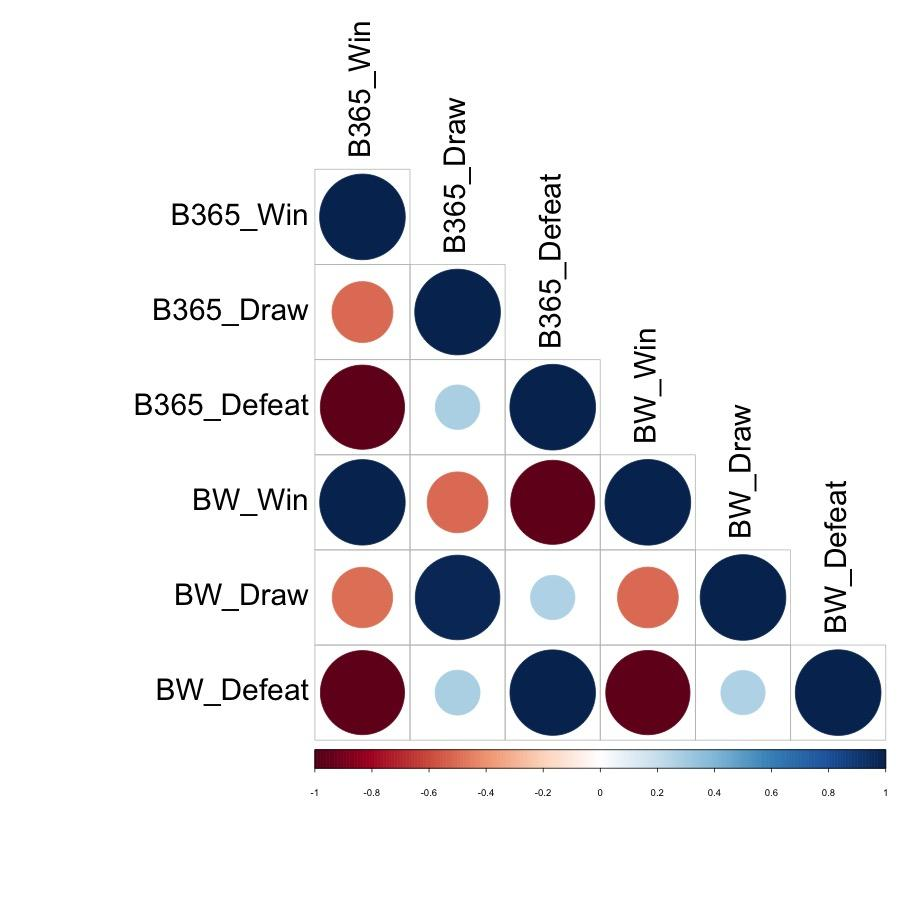 B365_Win
B365_Draw
B365_Defeat
BW_Win
BW_Draw
BW_Defeat
B365_Win
B365_Draw
B365_Defeat
BW_Win
BW_Draw
BW_Defeat
-1 -0.8 -0.6 -0.4 -0.2 0 0.2 0.4 0.6 0.8 1